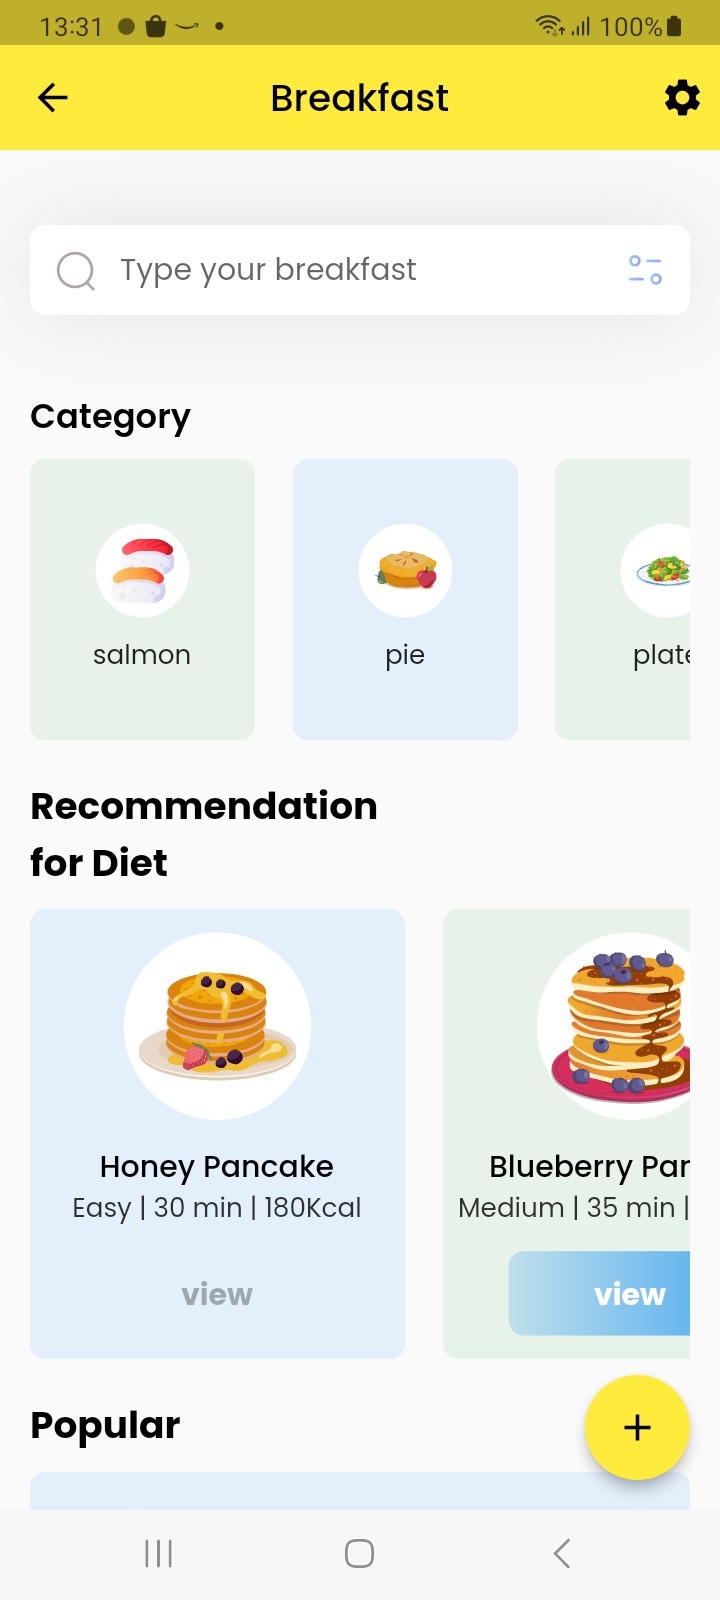 13:31 100%
Breakfast
Type your breakfast
Category
salmon pie plate
Recommendation
for Diet
Honey Pancake Blueberry
Easy | 30 min | 180Kcal Medium | 35 min |
view view
Popular